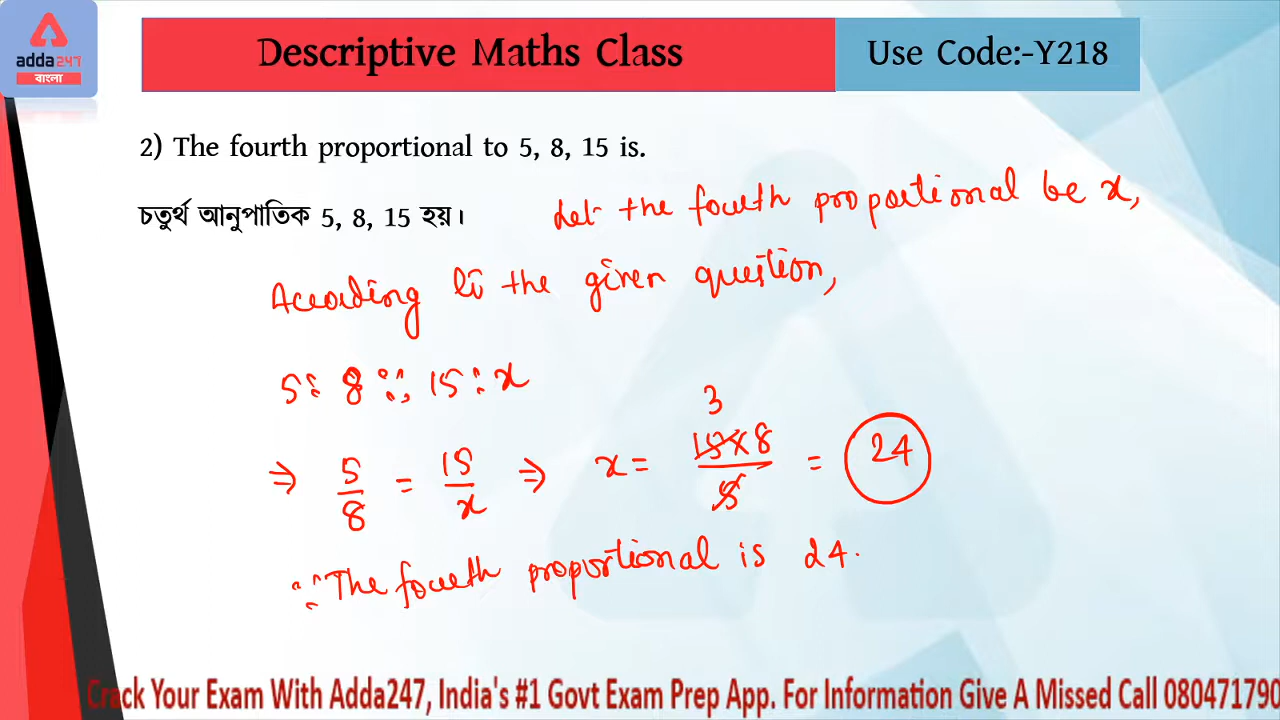 adda247
বাংলা
Descriptive Maths Class
Use Code:-Y218
2) The fourth proportional to 5, 8, 15 is.
চতুর্থ আনুপাতিক 5, 8, 15 হয়।
Let the fourth proportional be x,
According to the given question,
5 : 8 :: 15 : x
⇒ 5/8 = 15/x ⇒ x = 15×8/5 = 24
3
∴ The fourth proportional is 24.
Crack Your Exam With Adda247, India's #1 Govt Exam Prep App. For Information Give A Missed Call 080471790